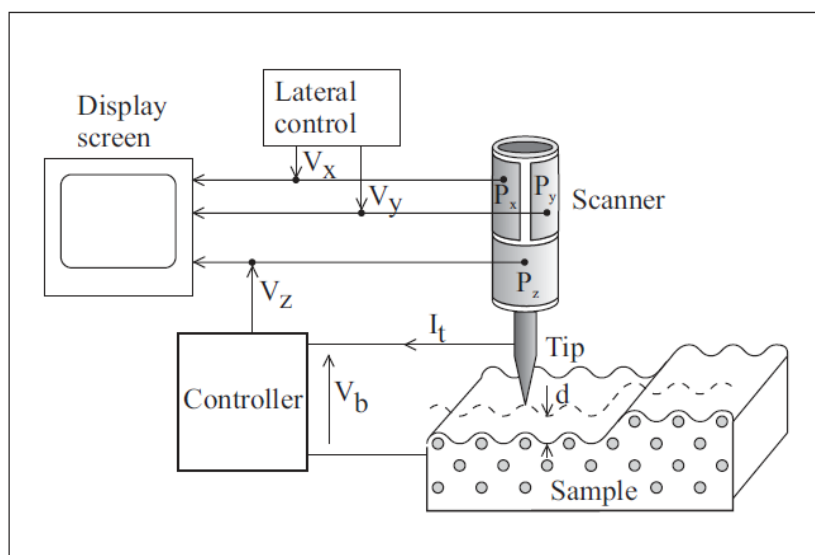 Lateral
control
Display
screen
V_x
V_y
P_x
P_y
Scanner
P_z
V_z
I_t
Tip
Controller
V_b
d
Sample